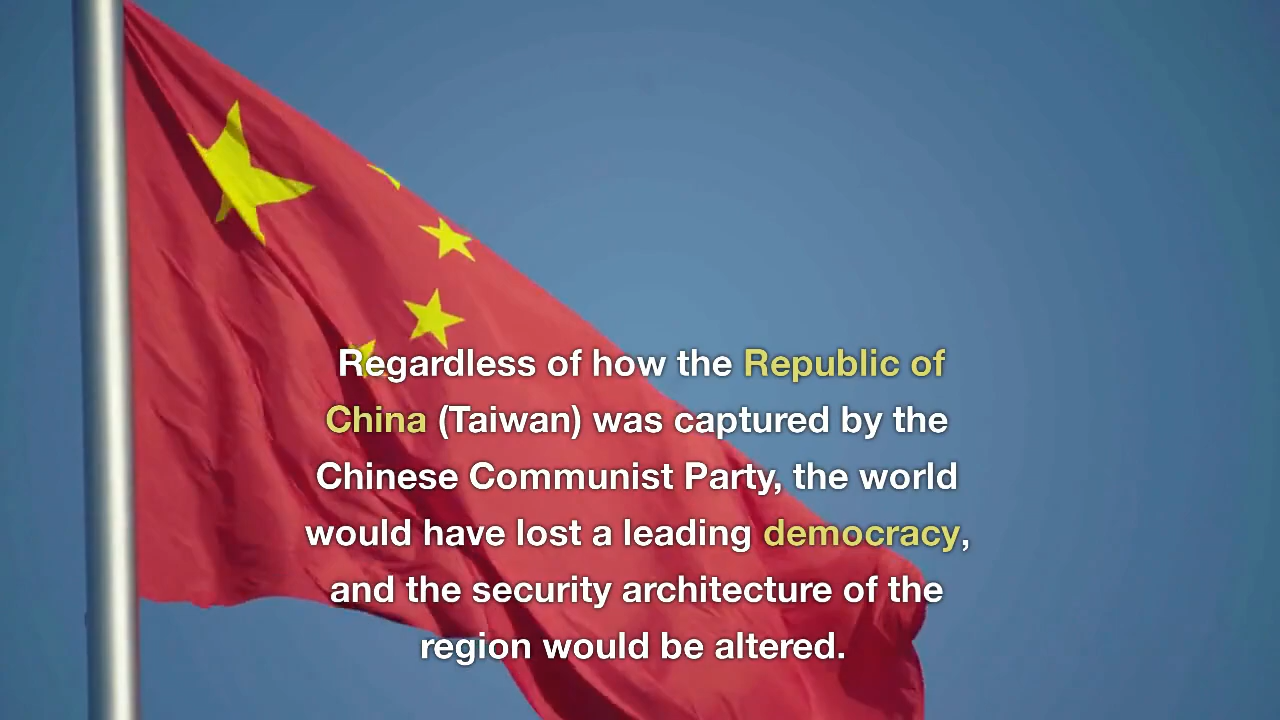 Regardless of how the Republic of
China (Taiwan) was captured by the
Chinese Communist Party, the world
would have lost a leading democracy,
and the security architecture of the
region would be altered.